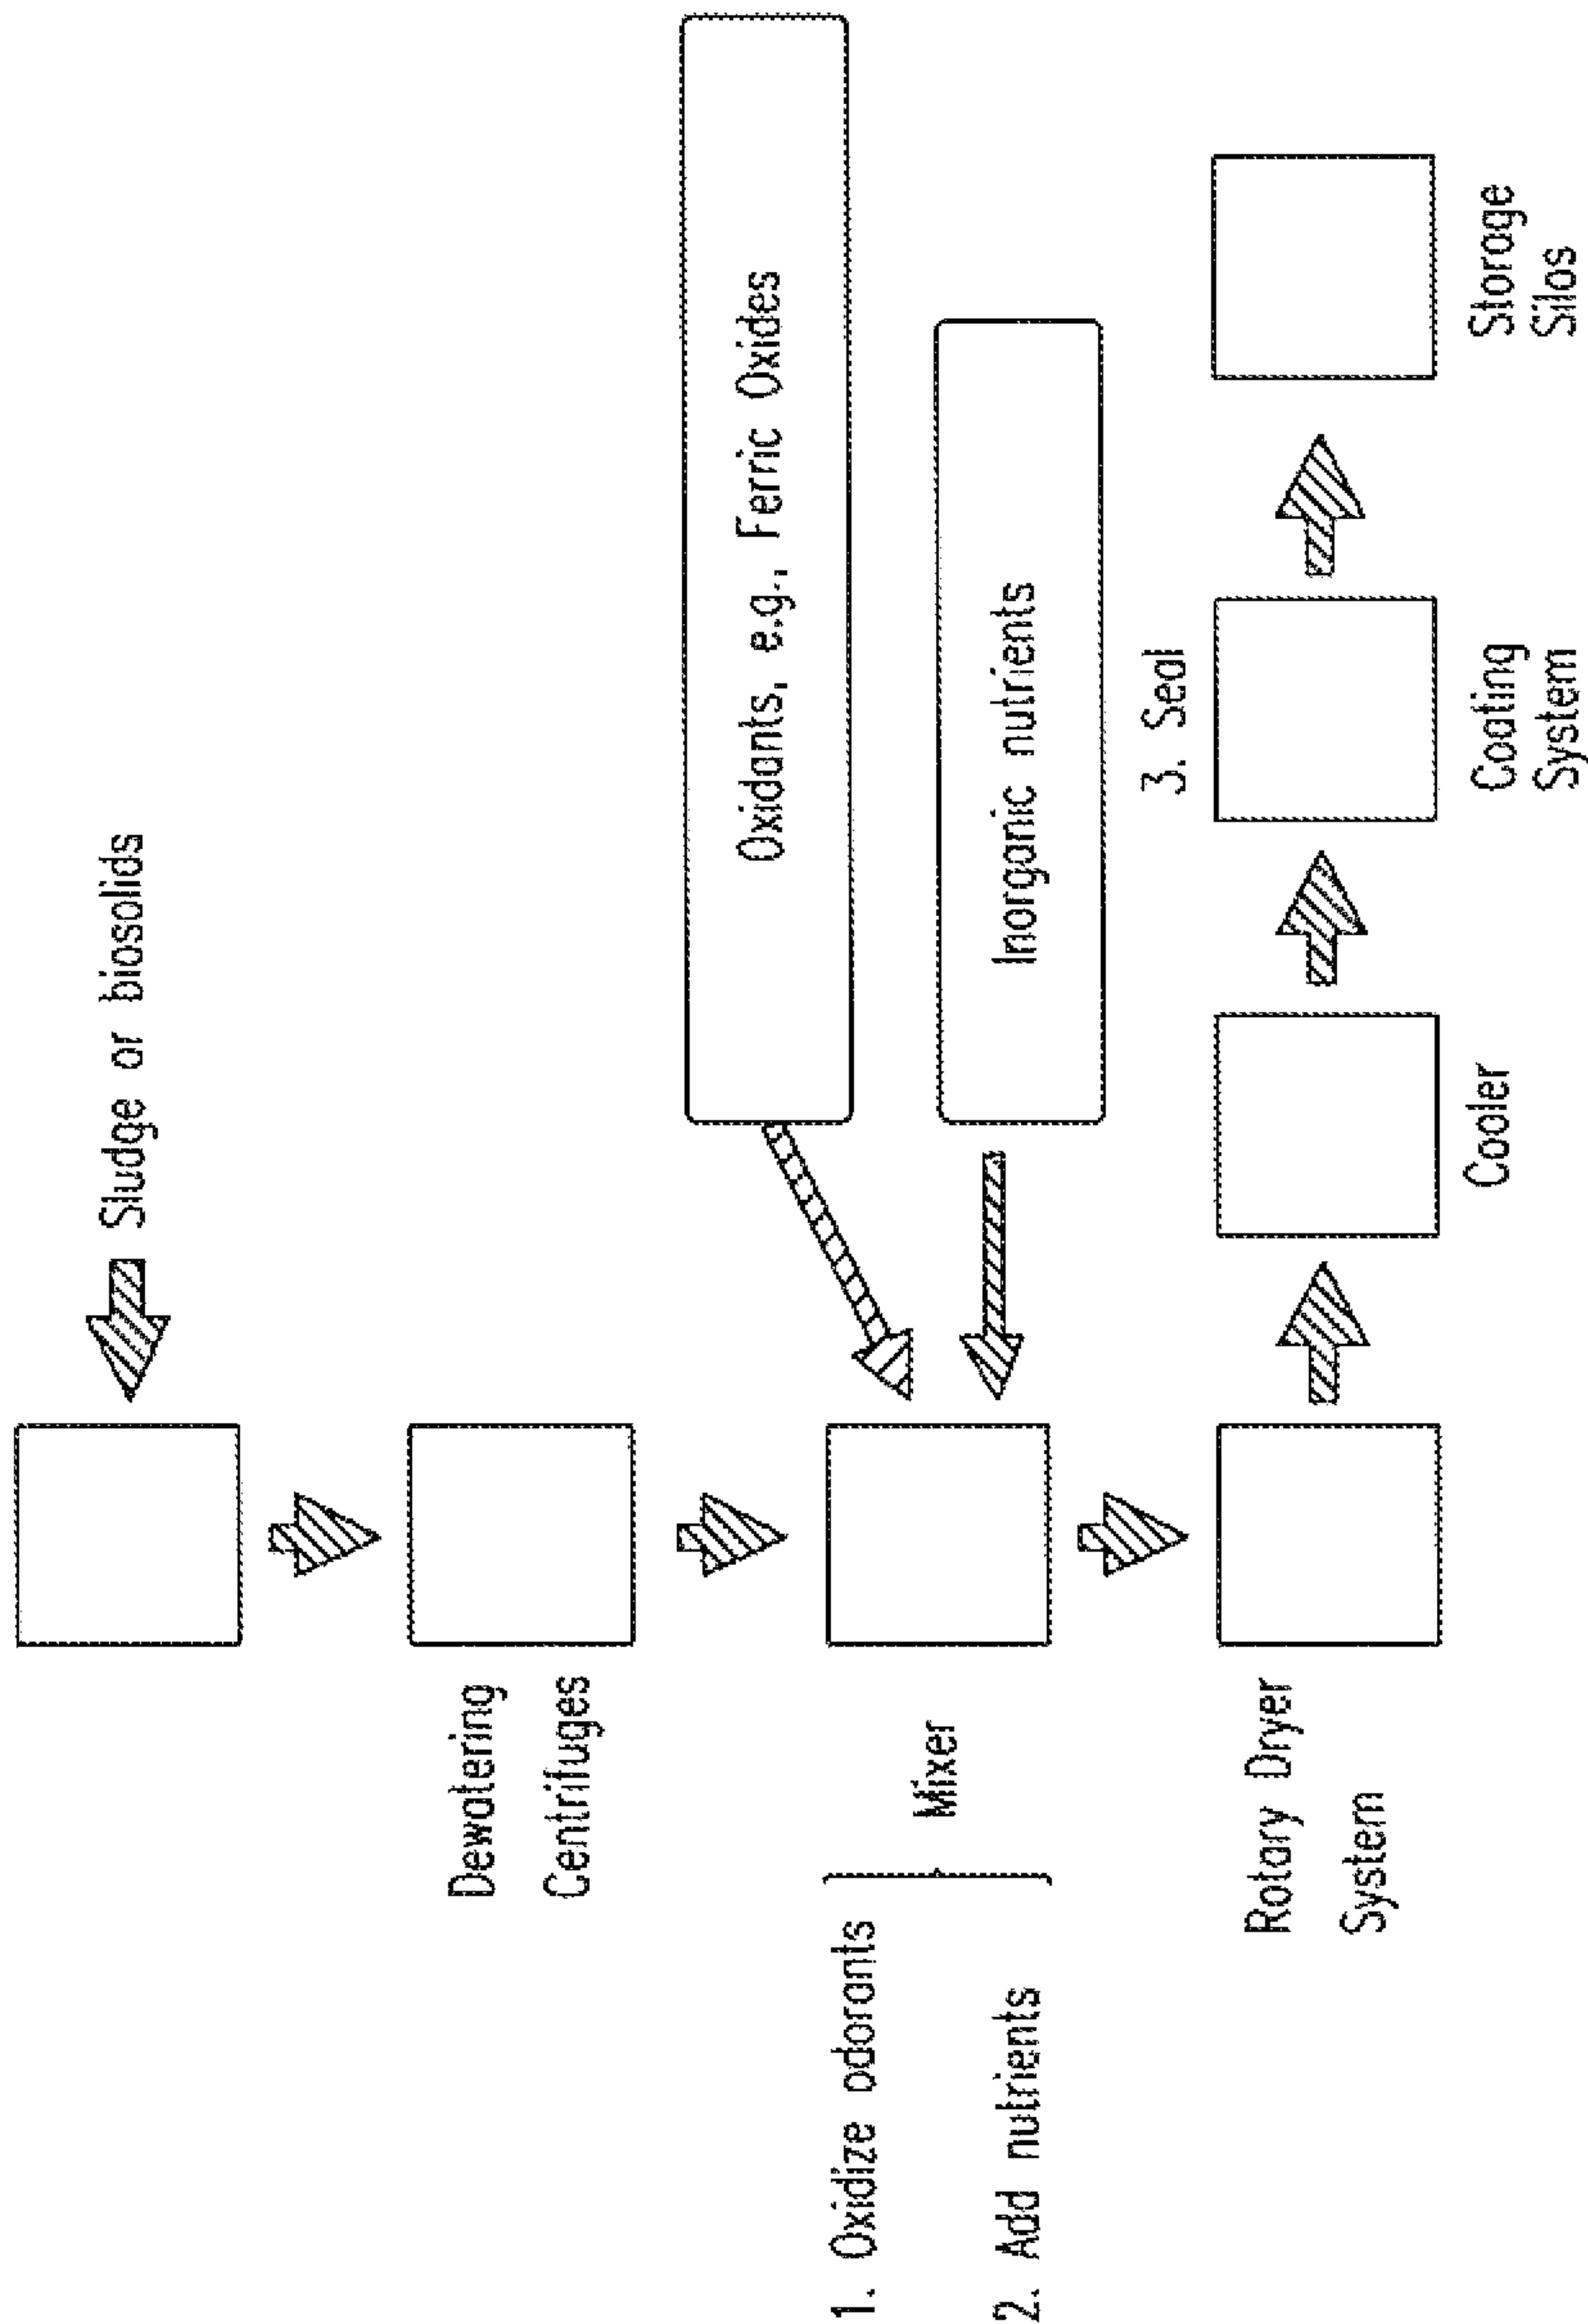 Sludge or biosolids
Dewatering
Centrifuges
Oxidants, e.g., Ferric Oxides
1. Oxidize odorants
2. Add nutrients
Mixer
Inorganic nutrients
Rotary Dryer
System
Cooler
3. Seal
Coating
System
Storage
Silos